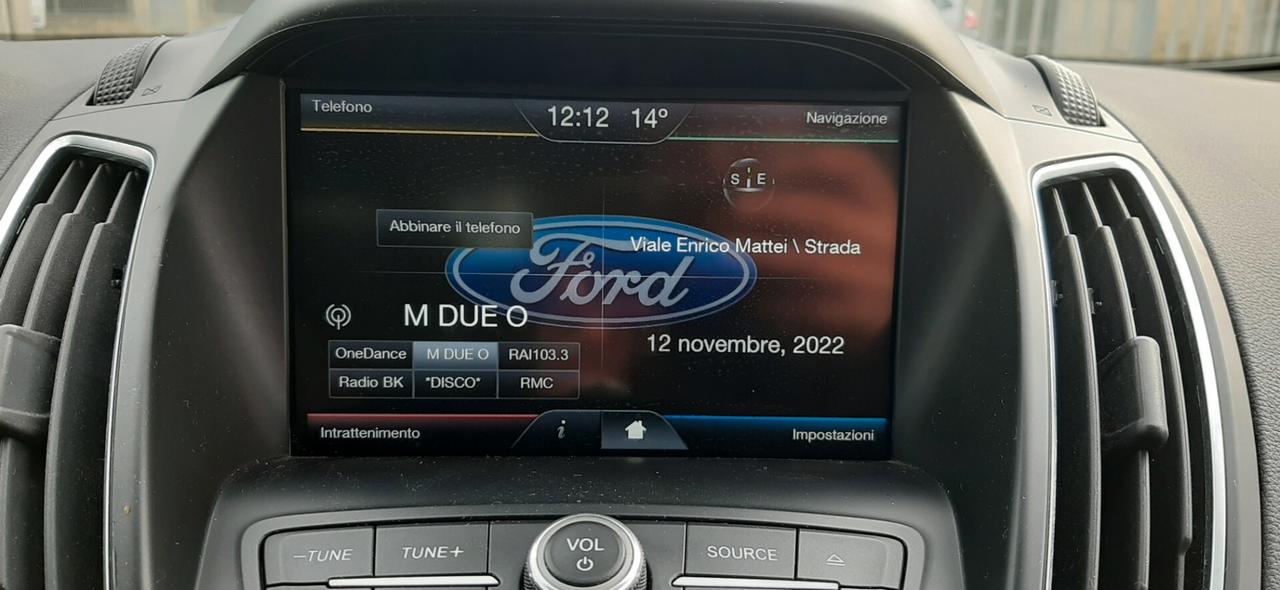 Telefono
12:12 14°
Navigazione
S E
Abbinare il telefono
Viale Enrico Mattei \ Strada
Ford
M DUE O
12 novembre, 2022
OneDance M DUE O RAI103.3
Radio BK *DISCO* RMC
Intrattenimento
i
Impostazioni
−TUNE
TUNE+
VOL
SOURCE